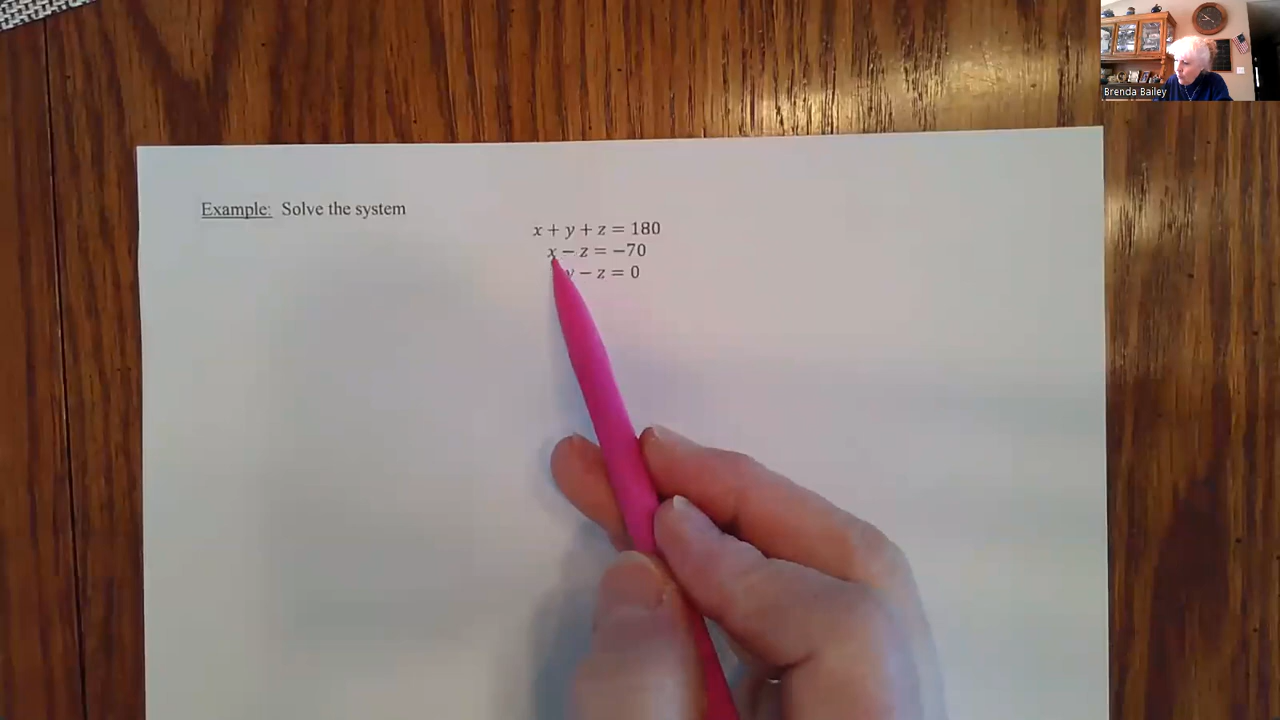 Brenda Bailey
Example: Solve the system
x + y + z = 180
x − z = −70
y − z = 0